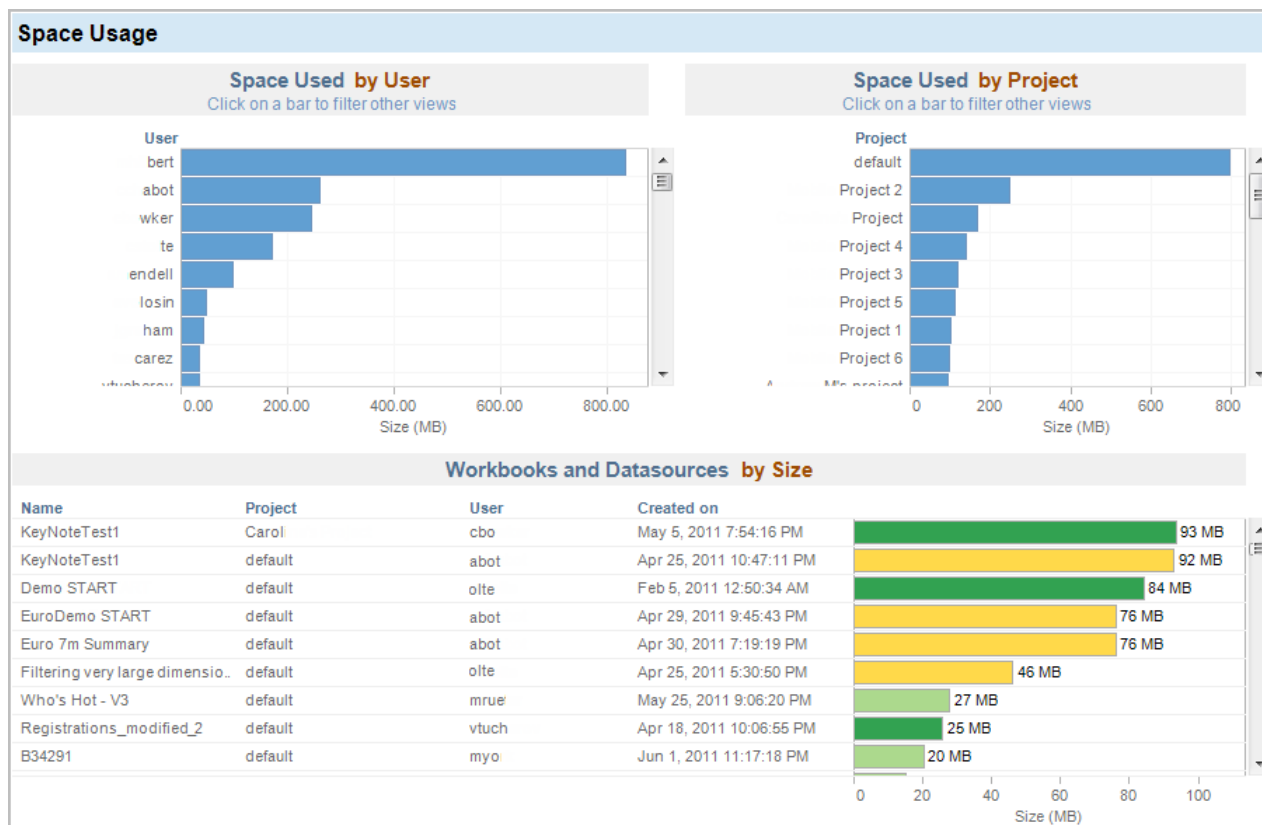 Space Usage
Space Used by User
Click on a bar to filter other views
User
bert
abot
wker
te
endell
losin
ham
carez
0.00 200.00 400.00 600.00 800.00
Size (MB)
Space Used by Project
Click on a bar to filter other views
Project
default
Project 2
Project
Project 4
Project 3
Project 5
Project 1
Project 6
M's project
0 200 400 600 800
Size (MB)
Workbooks and Datasources by Size
Name Project User Created on
KeyNoteTest1 Carol cbo May 5, 2011 7:54:16 PM 93 MB
KeyNoteTest1 default abot Apr 25, 2011 10:47:11 PM 92 MB
Demo START default olte Feb 5, 2011 12:50:34 AM 84 MB
EuroDemo START default abot Apr 29, 2011 9:45:43 PM 76 MB
Euro 7m Summary default abot Apr 30, 2011 7:19:19 PM 76 MB
Filtering very large dimensio.. default olte Apr 25, 2011 5:30:50 PM 46 MB
Who's Hot - V3 default mrue May 25, 2011 9:06:20 PM 27 MB
Registrations_modified_2 default vtuch Apr 18, 2011 10:06:55 PM 25 MB
B34291 default myo Jun 1, 2011 11:17:18 PM 20 MB
0 20 40 60 80 100
Size (MB)